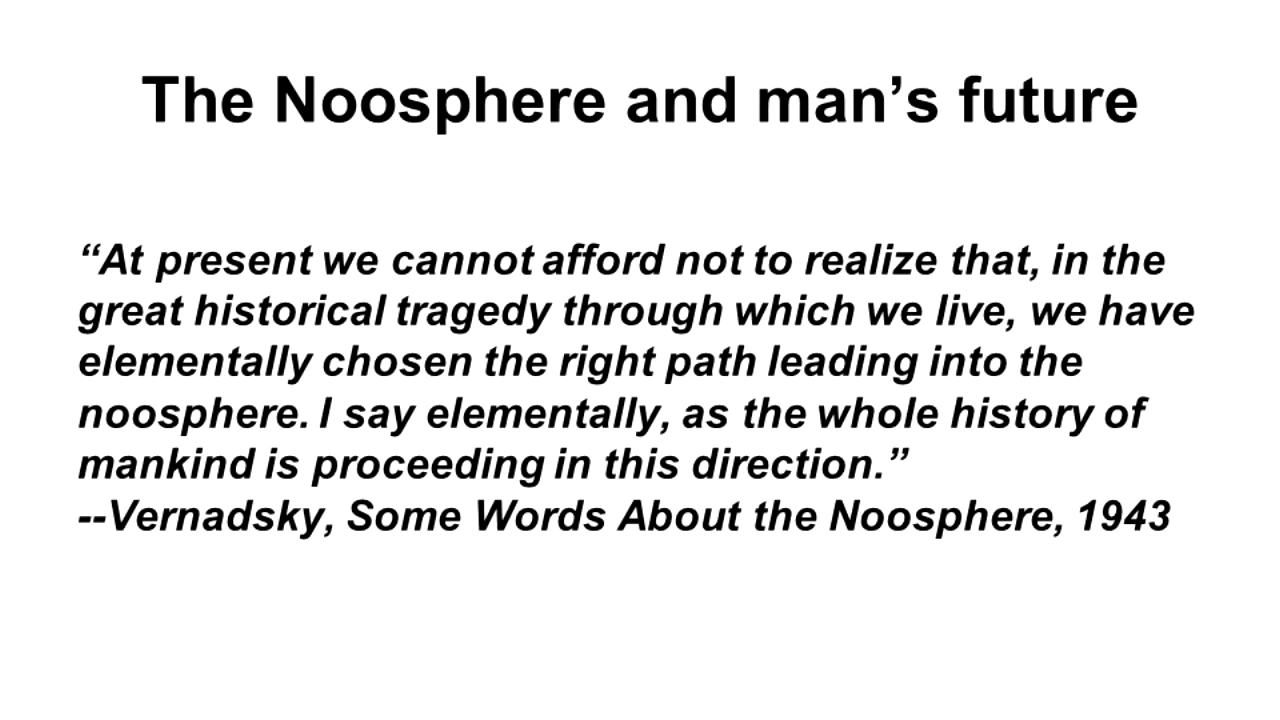 The Noosphere and man’s future
“At present we cannot afford not to realize that, in the
great historical tragedy through which we live, we have
elementally chosen the right path leading into the
noosphere. I say elementally, as the whole history of
mankind is proceeding in this direction.”
--Vernadsky, Some Words About the Noosphere, 1943